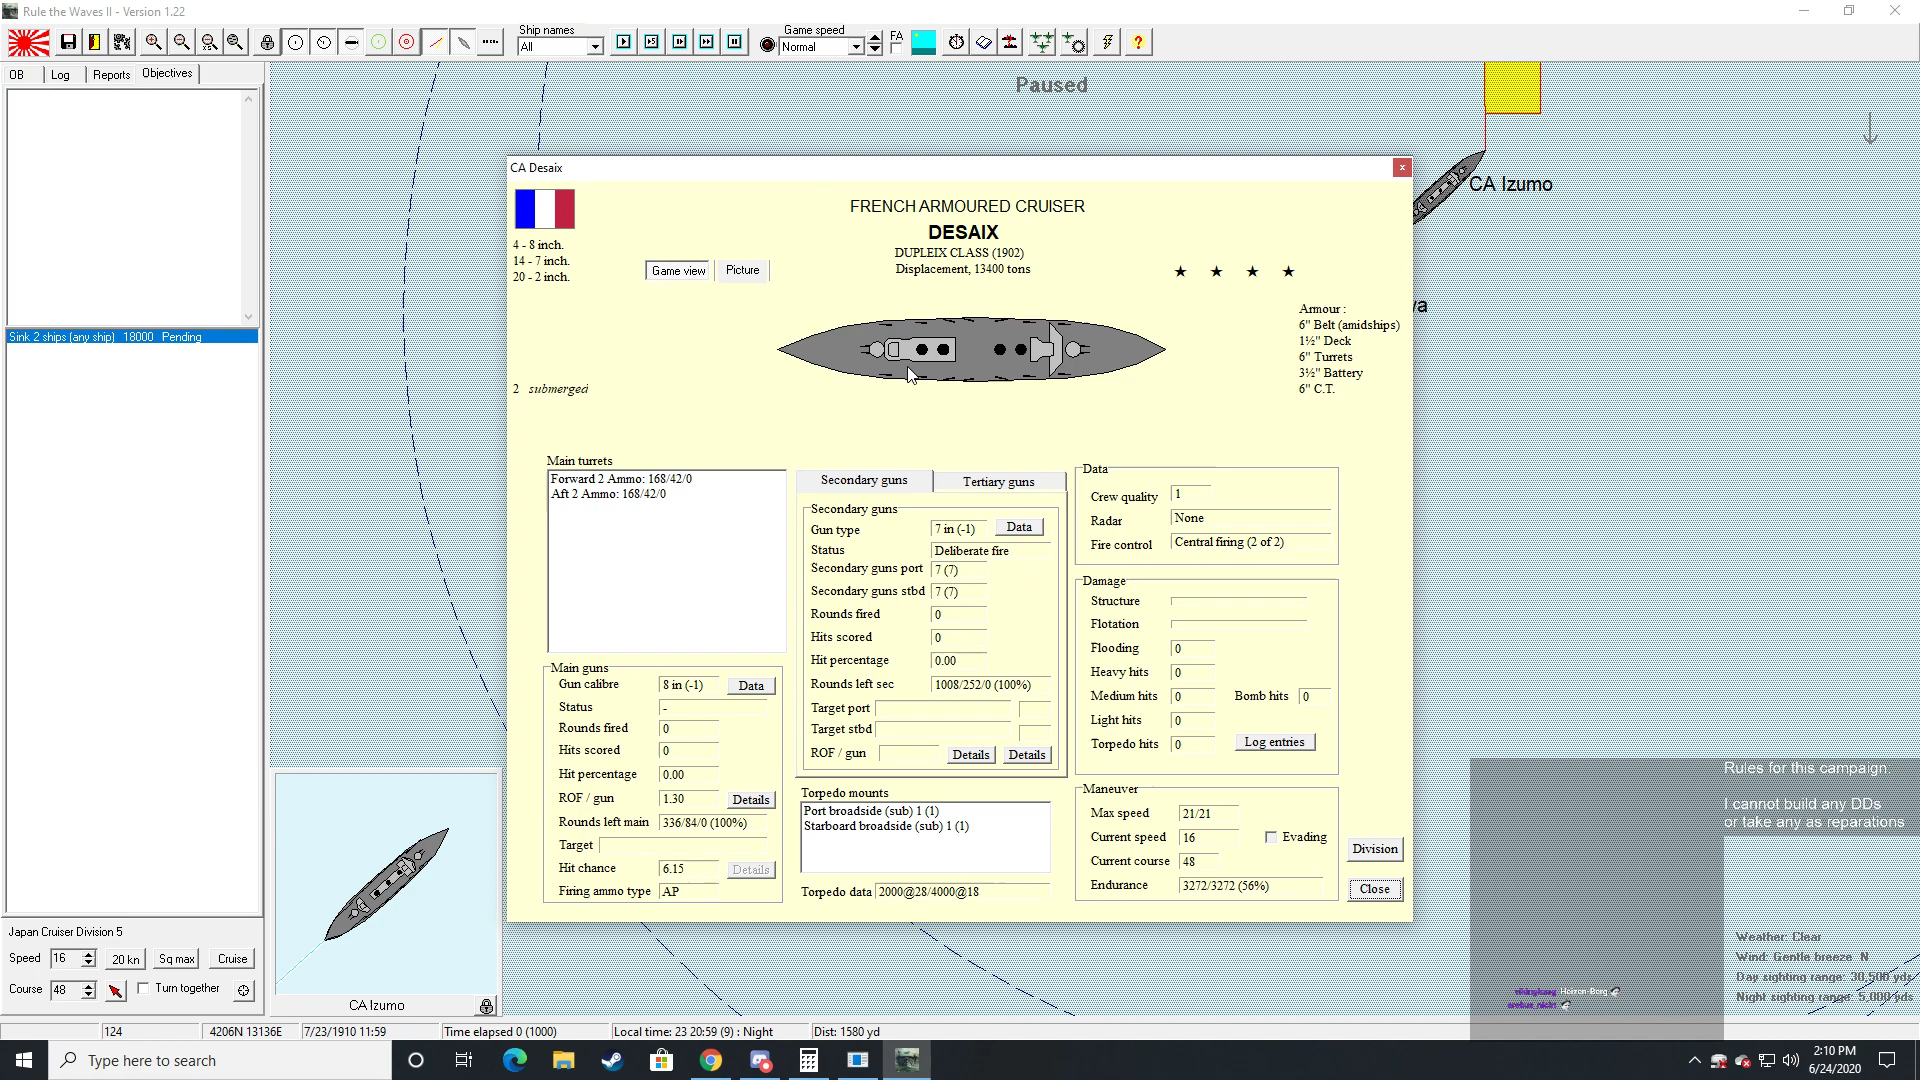 Rule the Waves II - Version 1.22
Ship names
All
Game speed
Normal
FA
OB
Log
Reports
Objectives
Sink 2 ships (any ship) 18000 Pending
Paused
CA Izumo
CA Desaix
x
FRENCH ARMOURED CRUISER
DESAIX
DUPLEIX CLASS (1902)
Displacement, 13400 tons
4 - 8 inch.
14 - 7 inch.
20 - 2 inch.
Game view
Picture
★ ★ ★ ★
Armour :
6" Belt (amidships)
1½" Deck
6" Turrets
3½" Battery
6" C.T.
2 submerged
Main turrets
Forward 2 Ammo: 168/42/0
Aft 2 Ammo: 168/42/0
Main guns
Gun calibre 8 in (-1) Data
Status -
Rounds fired 0
Hits scored 0
Hit percentage 0.00
ROF / gun 1.30 Details
Rounds left main 336/84/0 (100%)
Target
Hit chance 6.15 Details
Firing ammo type AP
Secondary guns
Tertiary guns
Secondary guns
Gun type 7 in (-1) Data
Status Deliberate fire
Secondary guns port 7 (7)
Secondary guns stbd 7 (7)
Rounds fired 0
Hits scored 0
Hit percentage 0.00
Rounds left sec 1008/252/0 (100%)
Target port
Target stbd
ROF / gun Details Details
Torpedo mounts
Port broadside (sub) 1 (1)
Starboard broadside (sub) 1 (1)
Torpedo data 2000@28/4000@18
Data
Crew quality 1
Radar None
Fire control Central firing (2 of 2)
Damage
Structure
Flotation
Flooding 0
Heavy hits 0
Medium hits 0 Bomb hits 0
Light hits 0
Torpedo hits 0 Log entries
Maneuver
Max speed 21/21
Current speed 16 Evading
Current course 48
Endurance 3272/3272 (56%)
Division
Close
Rules for this campaign.
I cannot build any DDs
or take any as reparations
Weather: Clear
Wind: Gentle breeze N
Day sighting range: 30,500 yds
Night sighting range: 5,000 yds
Japan Cruiser Division 5
Speed 16 20 kn Sq max Cruise
Course 48 Turn together
CA Izumo
124
4206N 13136E
7/23/1910 11:59
Time elapsed 0 (1000)
Local time: 23 20:59 (9) : Night
Dist: 1580 yd
Type here to search
2:10 PM
6/24/2020